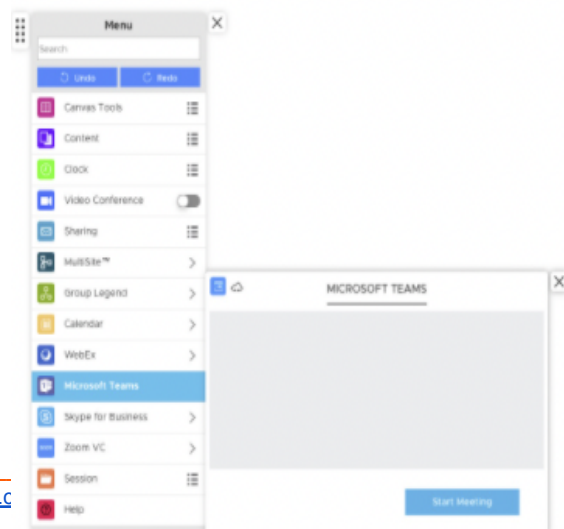 Menu
Search
Undo Redo
Canvas Tools
Content
Clock
Video Conference
Sharing
MultiSite™
Group Legend
MICROSOFT TEAMS
Calendar
WebEx
Microsoft Teams
Skype for Business
Zoom VC
Session
Start Meeting
Help